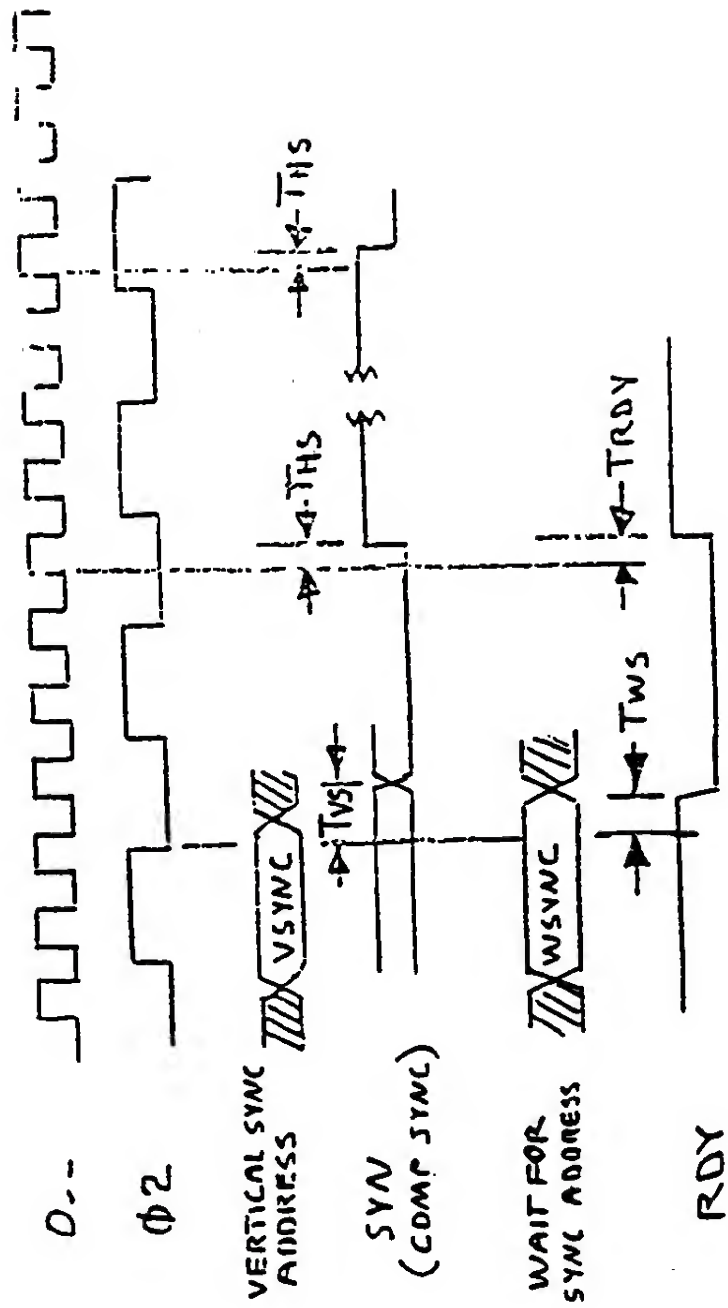 Φ2
VERTICAL SYNC
ADDRESS
VSYNC
TVS
THS
THS
SYN
(COMP SYNC)
WAIT FOR
SYNC ADDRESS
WSYNC
TWS
TRDY
RDY